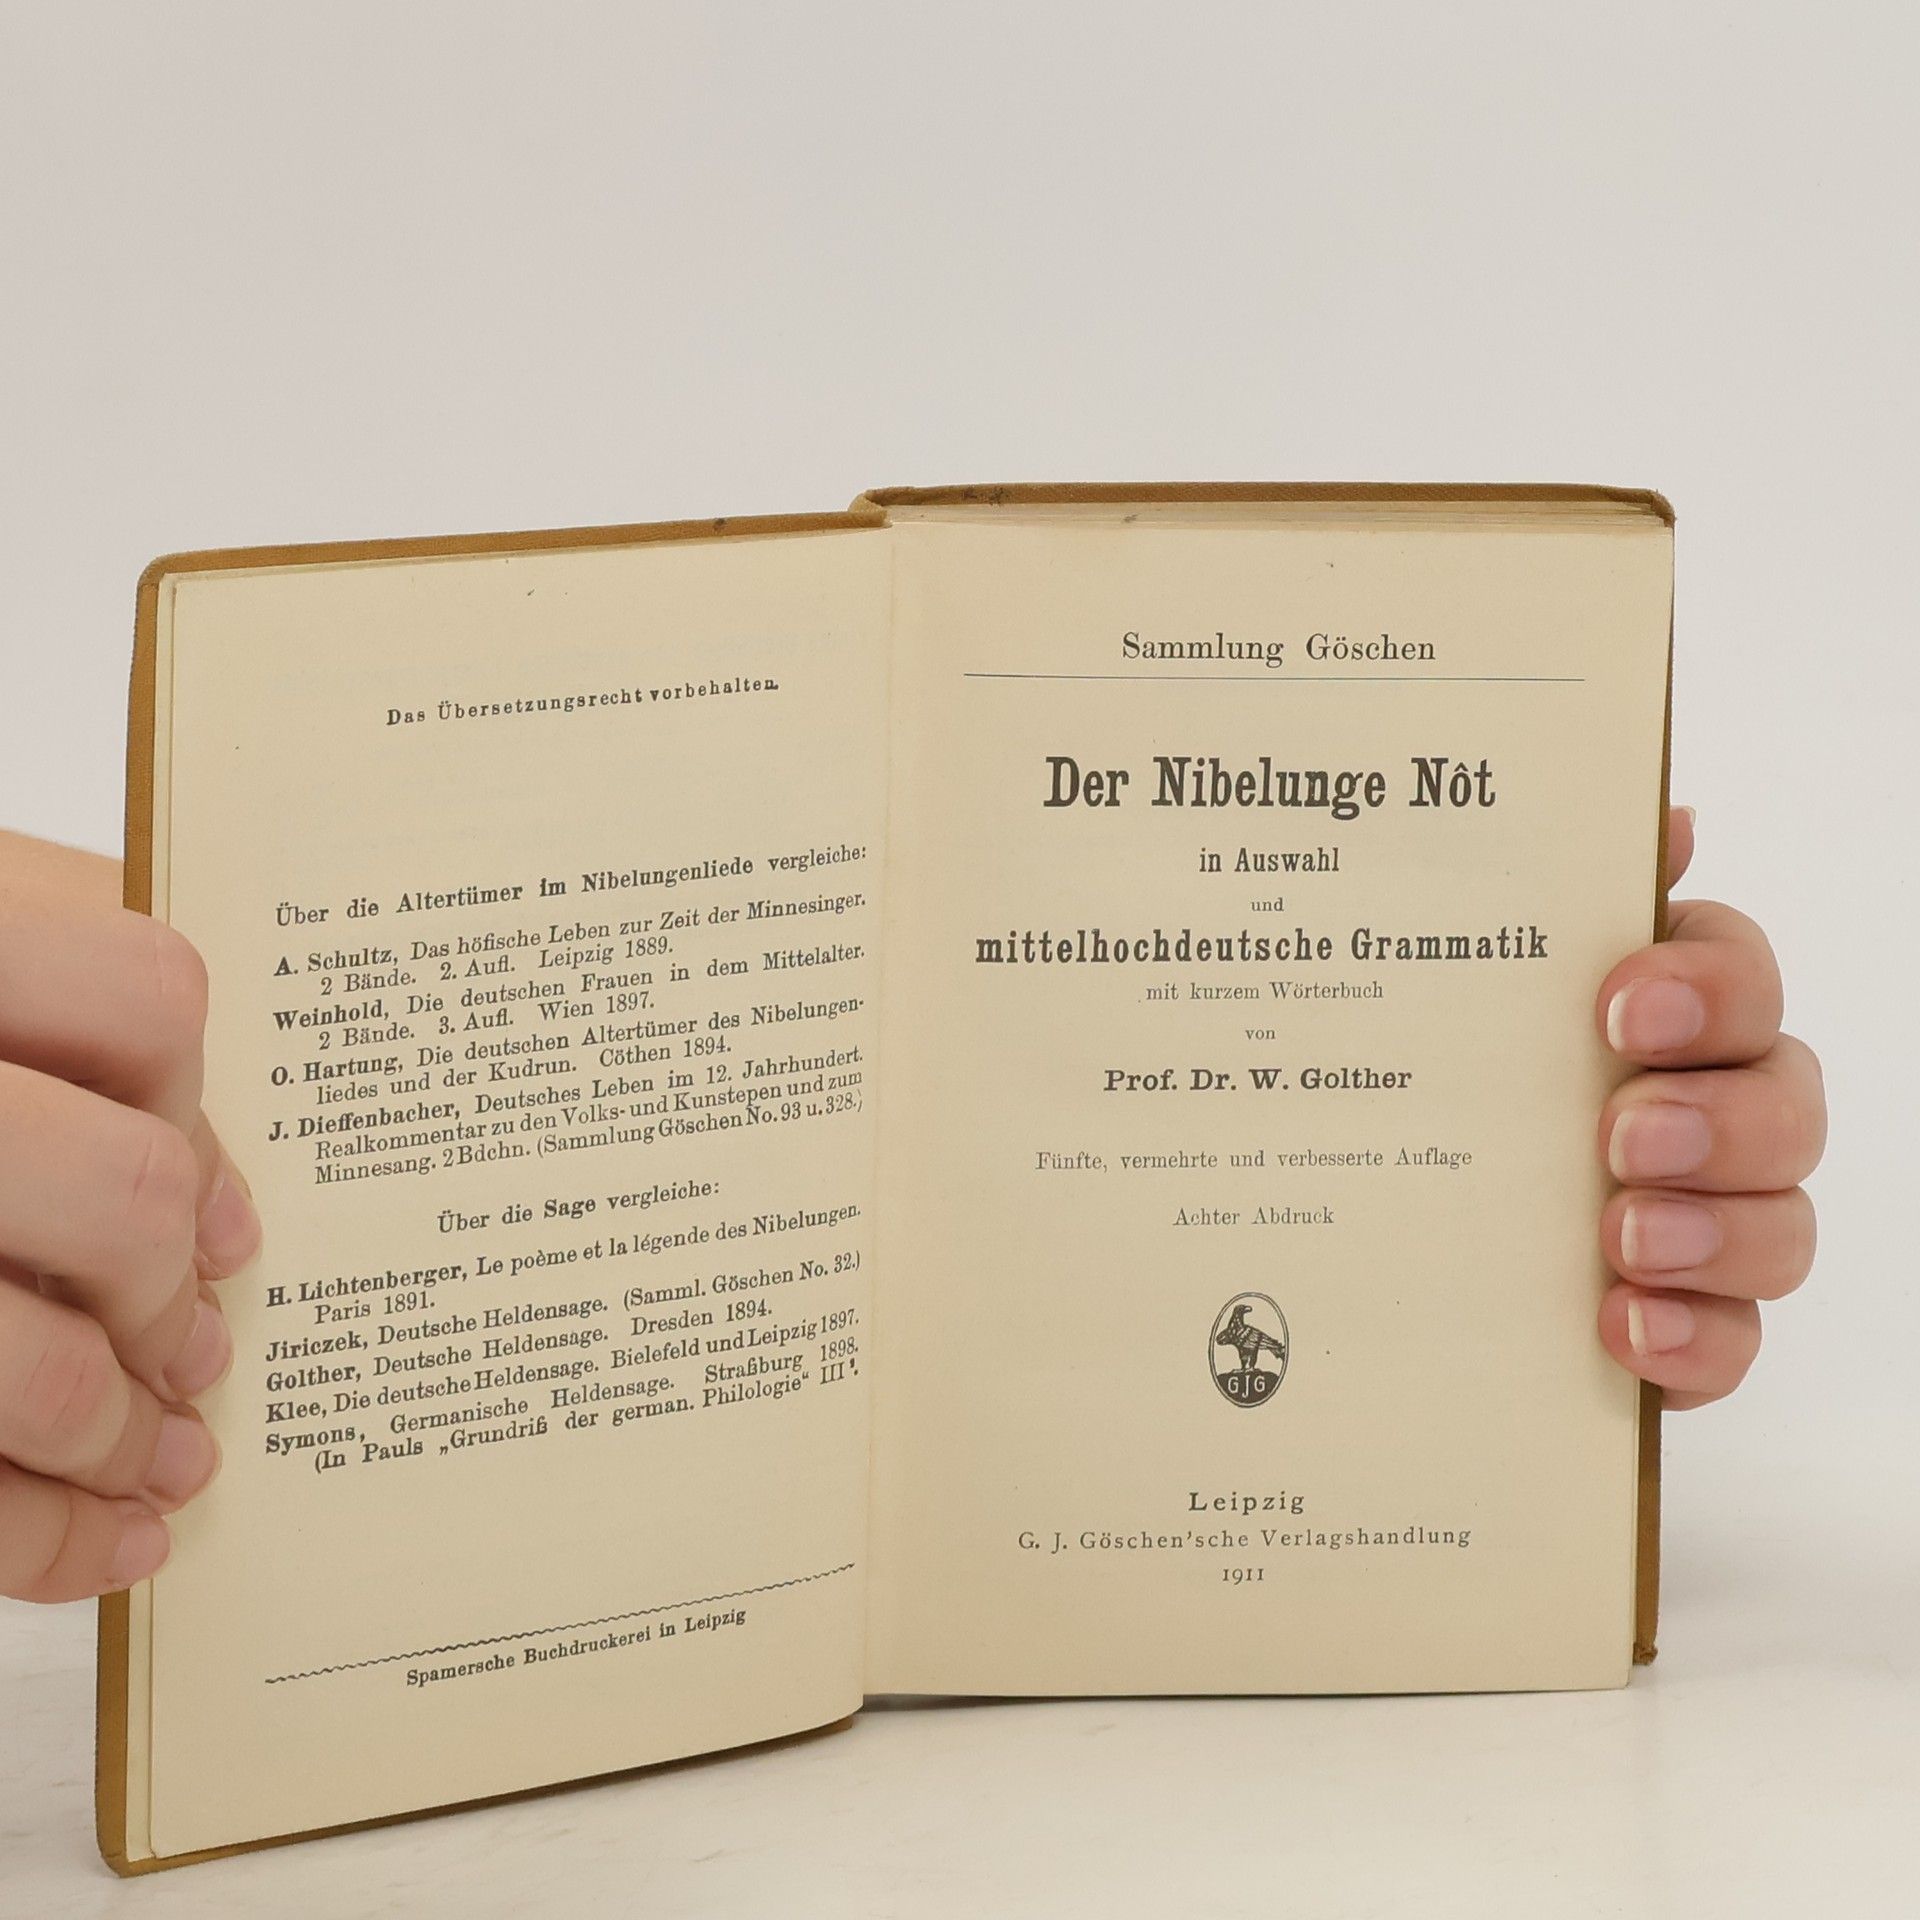 Das Übersetzungsrecht vorbehalten.
Über die Altertümer im Nibelungenliede vergleiche:
A. Schultz, Das höfische Leben zur Zeit der Minnesinger.
2 Bände. 2. Aufl. Leipzig 1889.
Weinhold, Die deutschen Frauen in dem Mittelalter.
2 Bände. 3. Aufl. Wien 1897.
O. Hartung, Die deutschen Altertümer des Nibelungen-
liedes und der Kudrun. Cöthen 1894.
J. Dieffenbacher, Deutsches Leben im 12. Jahrhundert.
Realkommentar zu den Volks- und Kunstepen und zum
Minnesang. 2 Bdchn. (Sammlung Göschen No. 93 u. 328.)
Über die Sage vergleiche:
H. Lichtenberger, Le poème et la légende des Nibelungen.
Paris 1891.
Jiriczek, Deutsche Heldensage. (Samml. Göschen No. 32.)
Golther, Deutsche Heldensage. Dresden 1894.
Klee, Die deutsche Heldensage. Bielefeld und Leipzig 1897.
Symons, Germanische Heldensage. Straßburg 1898.
(In Pauls „Grundriß der german. Philologie“ III
Spamersche Buchdruckerei in Leipzig
Sammlung Göschen
Der Nibelunge Nôt
in Auswahl
und
mittelhochdeutsche Grammatik
mit kurzem Wörterbuch
von
Prof. Dr. W. Golther
Fünfte, vermehrte und verbesserte Auflage
Achter Abdruck
GJG
Leipzig
G. J. Göschen'sche Verlagshandlung
1911